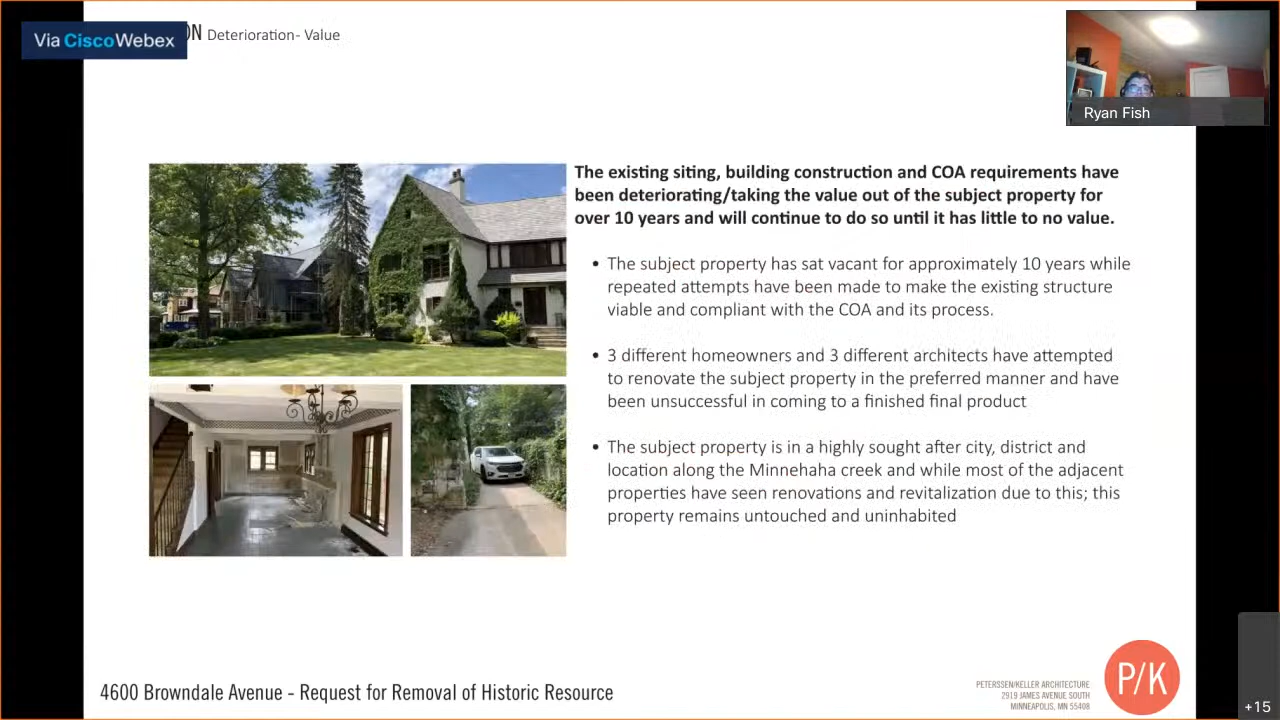 Via CiscoWebex
ON Deterioration- Value
Ryan Fish
The existing siting, building construction and COA requirements have
been deteriorating/taking the value out of the subject property for
over 10 years and will continue to do so until it has little to no value.
• The subject property has sat vacant for approximately 10 years while
repeated attempts have been made to make the existing structure
viable and compliant with the COA and its process.
• 3 different homeowners and 3 different architects have attempted
to renovate the subject property in the preferred manner and have
been unsuccessful in coming to a finished final product
• The subject property is in a highly sought after city, district and
location along the Minnehaha creek and while most of the adjacent
properties have seen renovations and revitalization due to this; this
property remains untouched and uninhabited
4600 Browndale Avenue - Request for Removal of Historic Resource
PETERSSEN/KELLER ARCHITECTURE
2919 JAMES AVENUE SOUTH
MINNEAPOLIS, MN 55408
P/K
+15